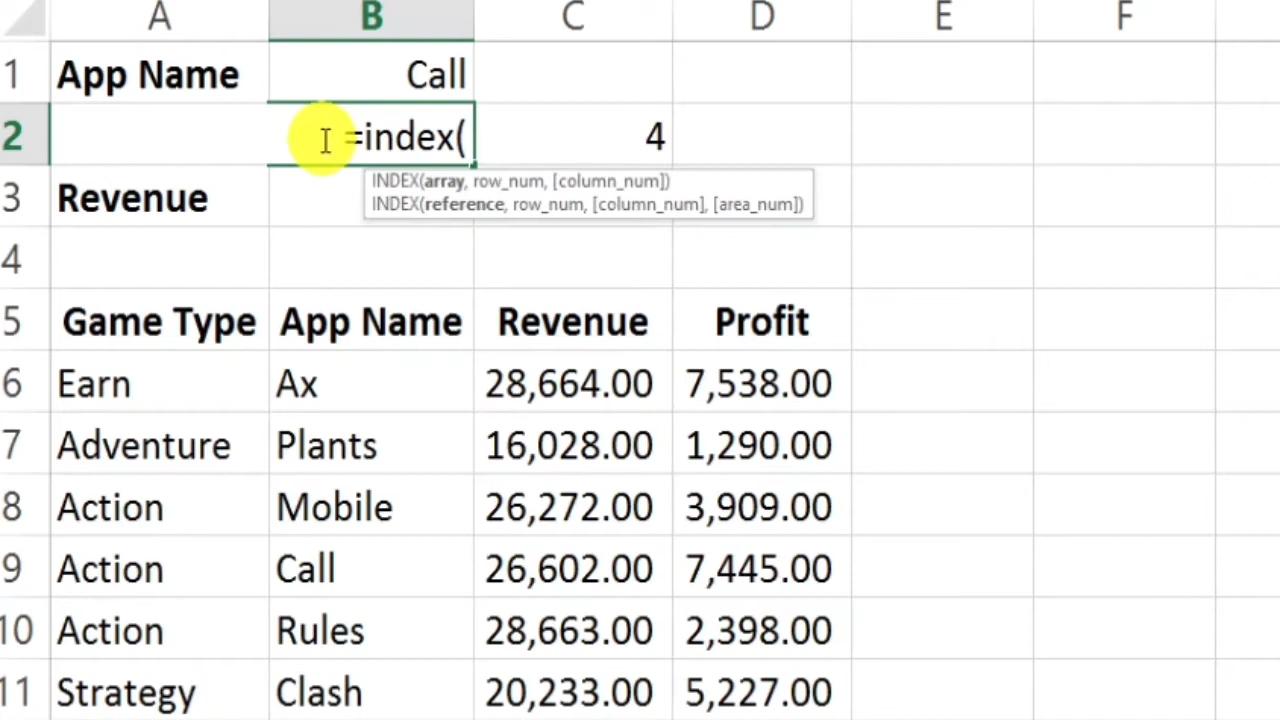 A B C D E F
1 App Name Call
2 =index( 4
INDEX(array, row_num, [column_num])
3 Revenue
INDEX(reference, row_num, [column_num], [area_num])
4
5 Game Type App Name Revenue Profit
6 Earn Ax 28,664.00 7,538.00
7 Adventure Plants 16,028.00 1,290.00
8 Action Mobile 26,272.00 3,909.00
9 Action Call 26,602.00 7,445.00
10 Action Rules 28,663.00 2,398.00
11 Strategy Clash 20,233.00 5,227.00